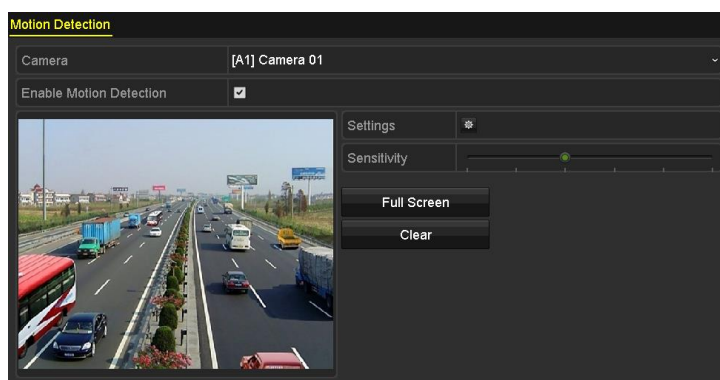 Motion Detection
Camera [A1] Camera 01
Enable Motion Detection
Settings
Sensitivity
Full Screen
Clear